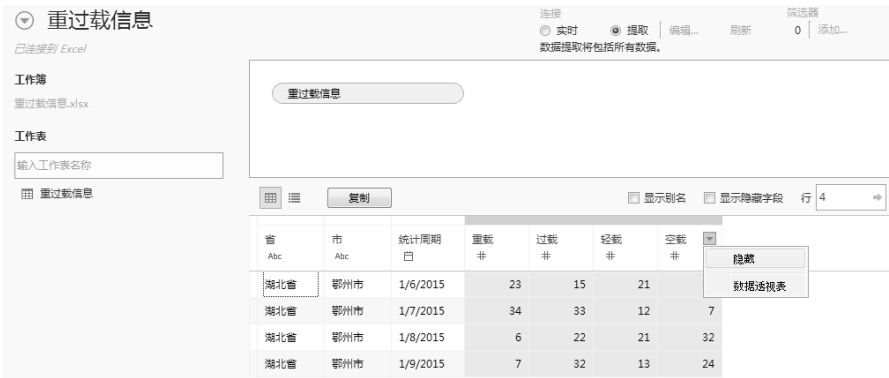 重过载信息
已连接到 Excel
连接
实时 提取 编辑... 刷新
数据提取将包括所有数据。
筛选器
0 添加...
工作簿
重过载信息.xlsx
工作表
输入工作表名称
重过载信息
重过载信息
复制 显示别名 显示隐藏字段 行 4
省 市 统计周期 重载 过载 轻载 空载
Abc Abc # # # #
隐藏
数据透视表
湖北省 鄂州市 1/6/2015 23 15 21
湖北省 鄂州市 1/7/2015 34 33 12 7
湖北省 鄂州市 1/8/2015 6 22 21 32
湖北省 鄂州市 1/9/2015 7 32 13 24